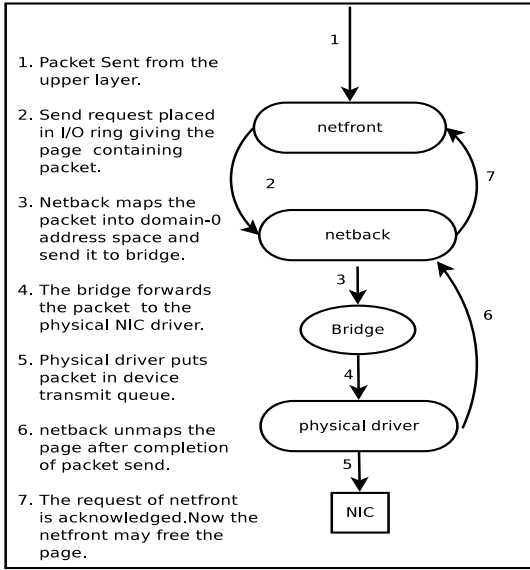 1. Packet Sent from the
upper layer.
2. Send request placed
in I/O ring giving the
page containing
packet.
3. Netback maps the
packet into domain-0
address space and
send it to bridge.
4. The bridge forwards
the packet to the
physical NIC driver.
5. Physical driver puts
packet in device
transmit queue.
6. netback unmaps the
page after completion
of packet send.
7. The request of netfront
is acknowledged.Now the
netfront may free the
page.
1
netfront
2
7
netback
3
6
Bridge
4
physical driver
5
NIC